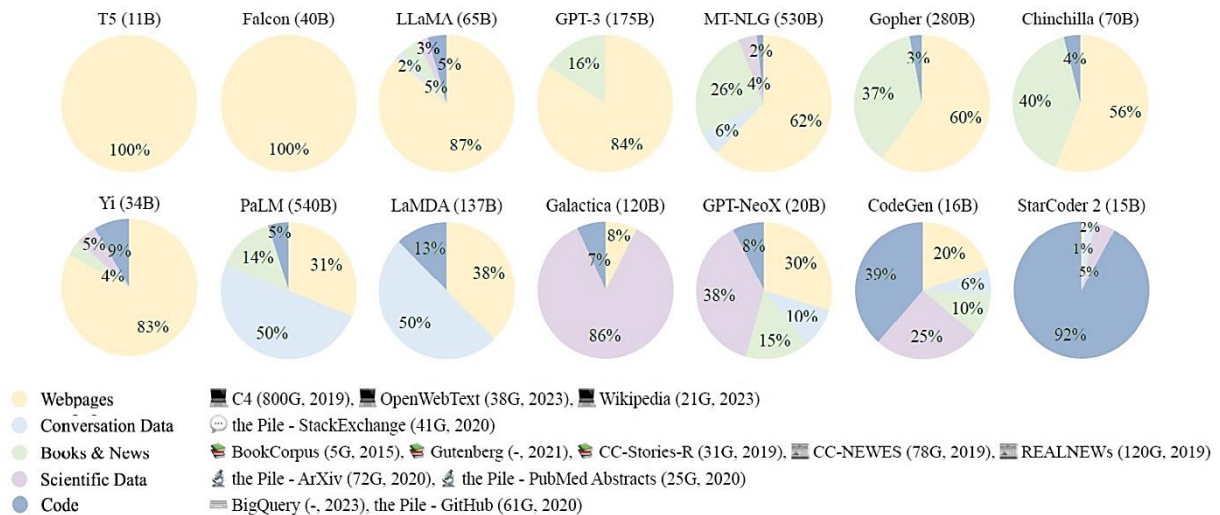 T5 (11B) Falcon (40B) LLaMA (65B) GPT-3 (175B) MT-NLG (530B) Gopher (280B) Chinchilla (70B)
3% 2% 3% 4%
2% 5% 16% 26% 4% 37% 40% 56%
5% 6% 62% 60%
100% 100% 87% 84%
Yi (34B) PaLM (540B) LaMDA (137B) Galactica (120B) GPT-NeoX (20B) CodeGen (16B) StarCoder 2 (15B)
5% 9% 5% 13% 8% 8% 20% 2%
4% 14% 31% 38% 7% 30% 39% 6% 1%
38% 10% 10% 5%
83% 50% 50% 86% 15% 25% 92%
Webpages 💻 C4 (800G, 2019), 💻 OpenWebText (38G, 2023), 💻 Wikipedia (21G, 2023)
Conversation Data 💬 the Pile - StackExchange (41G, 2020)
Books & News 📚 BookCorpus (5G, 2015), 📚 Gutenberg (-, 2021), 📚 CC-Stories-R (31G, 2019), 📰 CC-NEWES (78G, 2019), 📰 REALNEWs (120G, 2019)
Scientific Data 🔬 the Pile - ArXiv (72G, 2020), 🔬 the Pile - PubMed Abstracts (25G, 2020)
Code ⌨ BigQuery (-, 2023), the Pile - GitHub (61G, 2020)